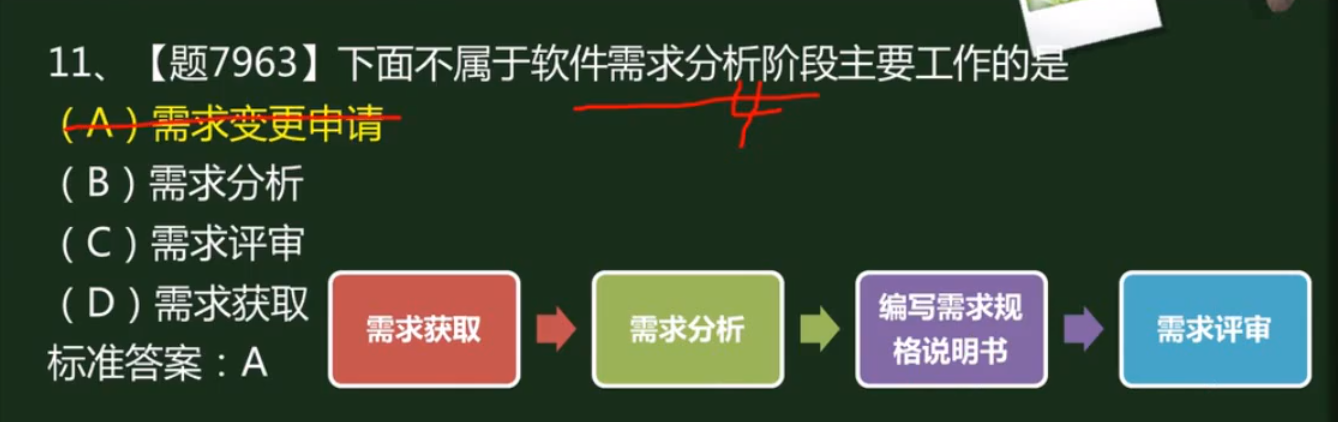 11、【题7963】下面不属于软件需求分析阶段主要工作的是
4
（A）需求变更申请
（B）需求分析
（C）需求评审
（D）需求获取
标准答案：A
需求获取
需求分析
编写需求规
格说明书
需求评审